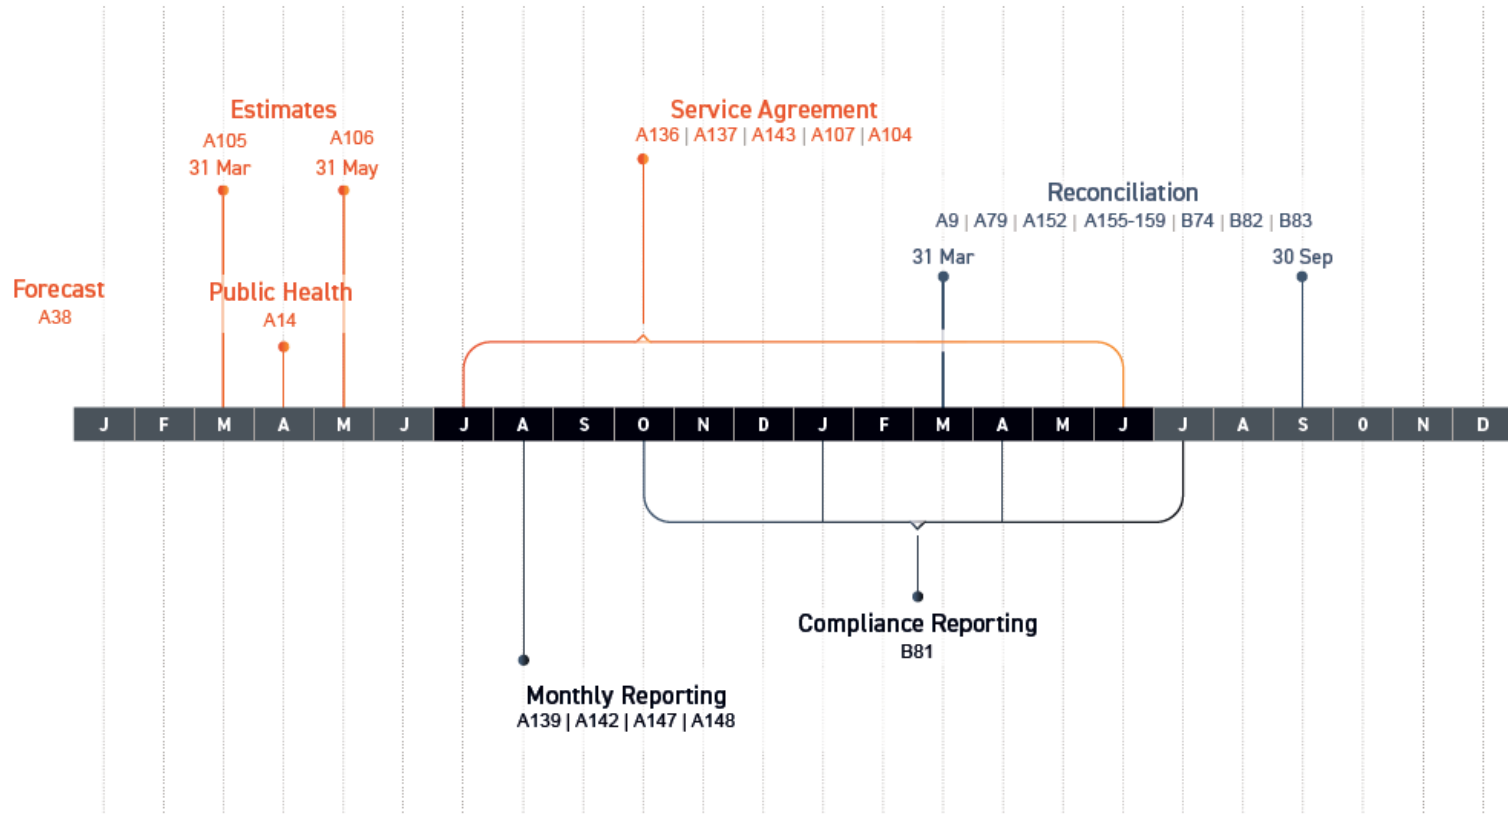 Estimates
A105
31 Mar
A106
31 May
Service Agreement
A136 | A137 | A143 | A107 | A104
Reconciliation
A9 | A79 | A152 | A155-159 | B74 | B82 | B83
31 Mar
30 Sep
Forecast
A38
Public Health
A14
J F M A M J J A S O N D J F M A M J J A S O N D
Compliance Reporting
B81
Monthly Reporting
A139 | A142 | A147 | A148